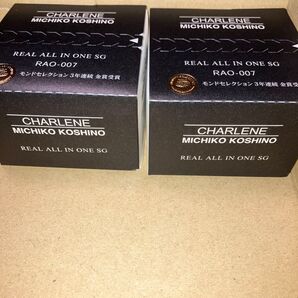 CHARLENE
MICHIKO KOSHINO
REAL ALL IN ONE SG
RAO-007
モンドセレクション 3年連続 金賞受賞
CHARLENE
MICHIKO KOSHINO
REAL ALL IN ONE SG
CHARLENE
MICHIKO KOSHINO
REAL ALL IN ONE SG
RAO-007
モンドセレクション 3年連続 金賞受賞
CHARLENE
MICHIKO KOSHINO
REAL ALL IN ONE SG